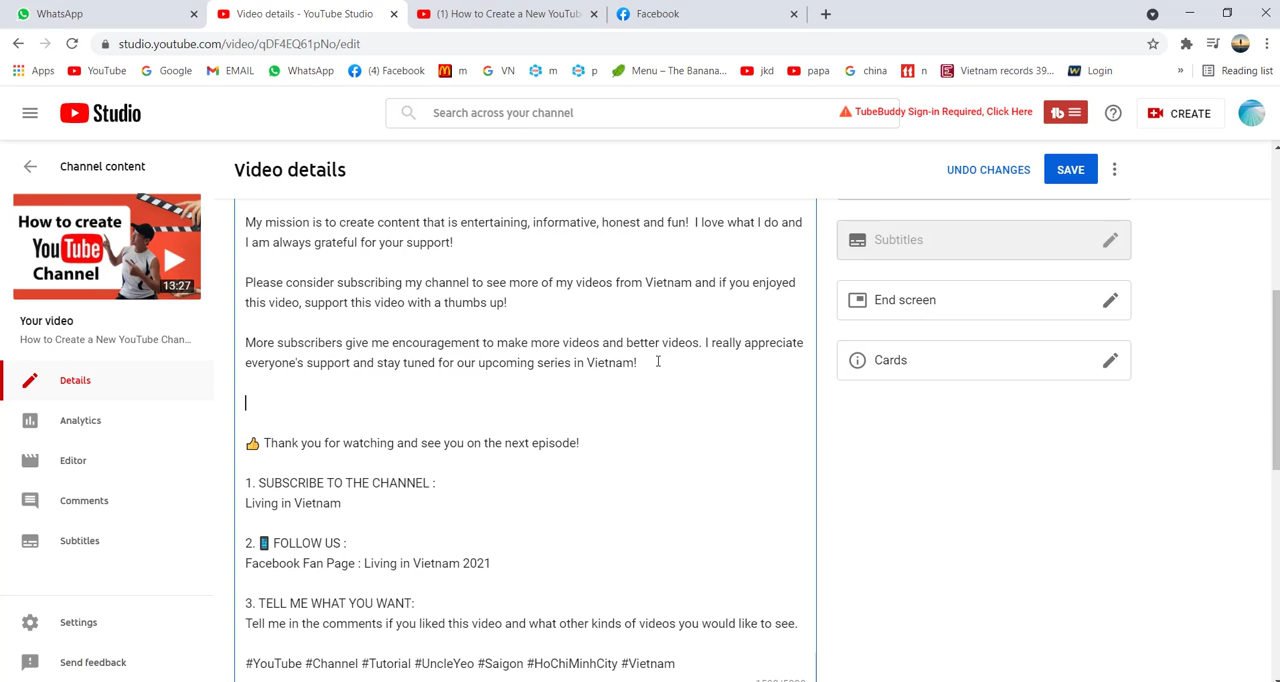 WhatsApp
Video details - YouTube Studio
(1) How to Create a New YouTub
Facebook
studio.youtube.com/video/qDF4EQ61pNo/edit
Apps
YouTube
Google
EMAIL
WhatsApp
(4) Facebook
m
VN
m
p
Menu – The Banana...
jkd
papa
china
n
Vietnam records 39...
Login
»
Reading list
Studio
Search across your channel
TubeBuddy Sign-in Required, Click Here
tb
CREATE
Channel content
Video details
UNDO CHANGES
SAVE
How to create
YouTube
Channel
13:27
Your video
How to Create a New YouTube Chan...
Details
Analytics
Editor
Comments
Subtitles
Settings
Send feedback
My mission is to create content that is entertaining, informative, honest and fun! I love what I do and
I am always grateful for your support!
Please consider subscribing my channel to see more of my videos from Vietnam and if you enjoyed
this video, support this video with a thumbs up!
More subscribers give me encouragement to make more videos and better videos. I really appreciate
everyone's support and stay tuned for our upcoming series in Vietnam!
👍 Thank you for watching and see you on the next episode!
1. SUBSCRIBE TO THE CHANNEL :
Living in Vietnam
2. 📱 FOLLOW US :
Facebook Fan Page : Living in Vietnam 2021
3. TELL ME WHAT YOU WANT:
Tell me in the comments if you liked this video and what other kinds of videos you would like to see.
#YouTube #Channel #Tutorial #UncleYeo #Saigon #HoChiMinhCity #Vietnam
Subtitles
End screen
Cards